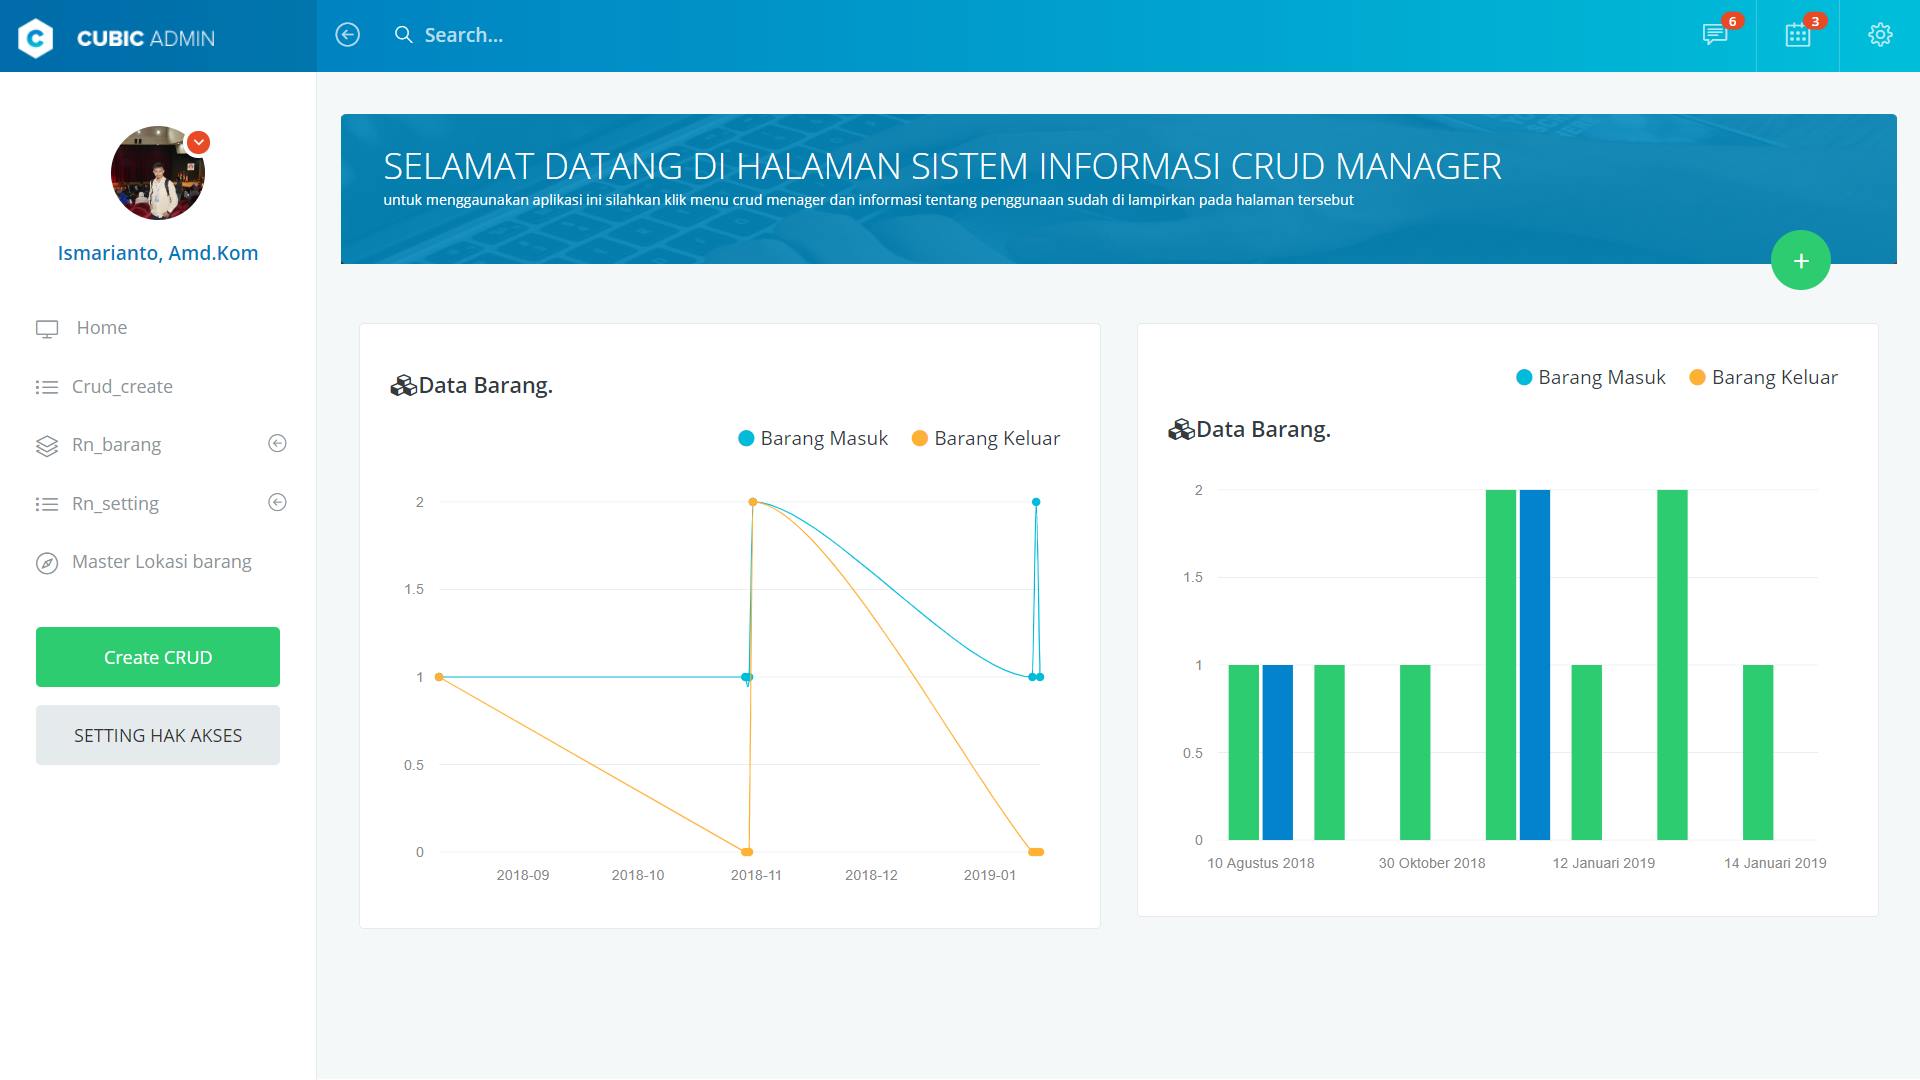 CUBIC ADMIN
Search...
6
3
Ismarianto, Amd.Kom
Home
Crud_create
Rn_barang
Rn_setting
Master Lokasi barang
Create CRUD
SETTING HAK AKSES
SELAMAT DATANG DI HALAMAN SISTEM INFORMASI CRUD MANAGER
untuk menggaunakan aplikasi ini silahkan klik menu crud menager dan informasi tentang penggunaan sudah di lampirkan pada halaman tersebut
+
Data Barang.
Barang Masuk Barang Keluar
2
1.5
1
0.5
0
2018-09 2018-10 2018-11 2018-12 2019-01
Barang Masuk Barang Keluar
Data Barang.
2
1.5
1
0.5
0
10 Agustus 2018 30 Oktober 2018 12 Januari 2019 14 Januari 2019